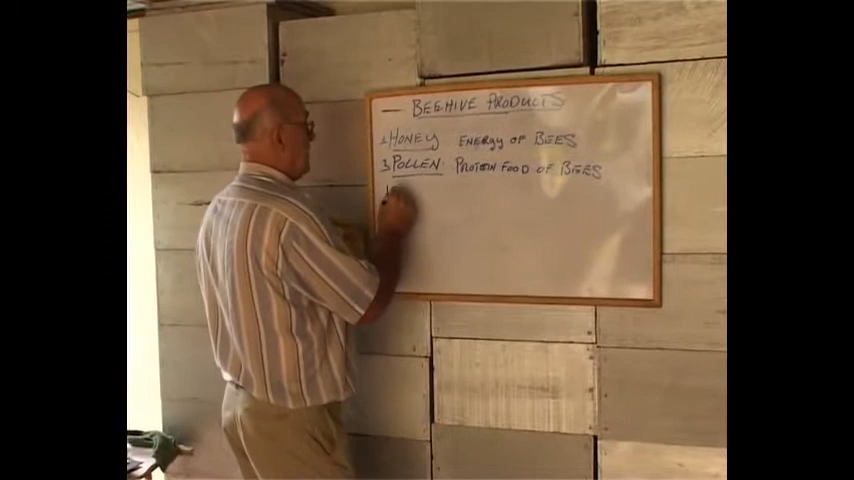 — BEEHIVE PRODUCTS
1. HONEY ENERGY OF BEES
3 POLLEN PROTEIN FOOD OF BEES